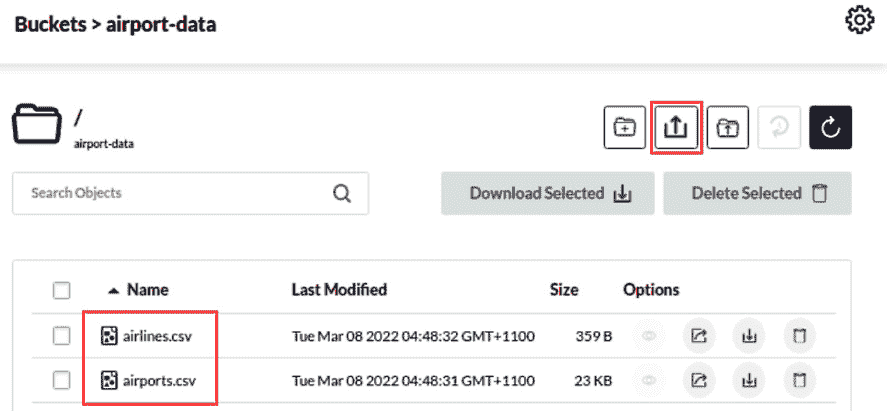 Buckets > airport-data
/
airport-data
Search Objects
Download Selected
Delete Selected
Name Last Modified Size Options
airlines.csv Tue Mar 08 2022 04:48:32 GMT+1100 359 B
airports.csv Tue Mar 08 2022 04:48:31 GMT+1100 23 KB